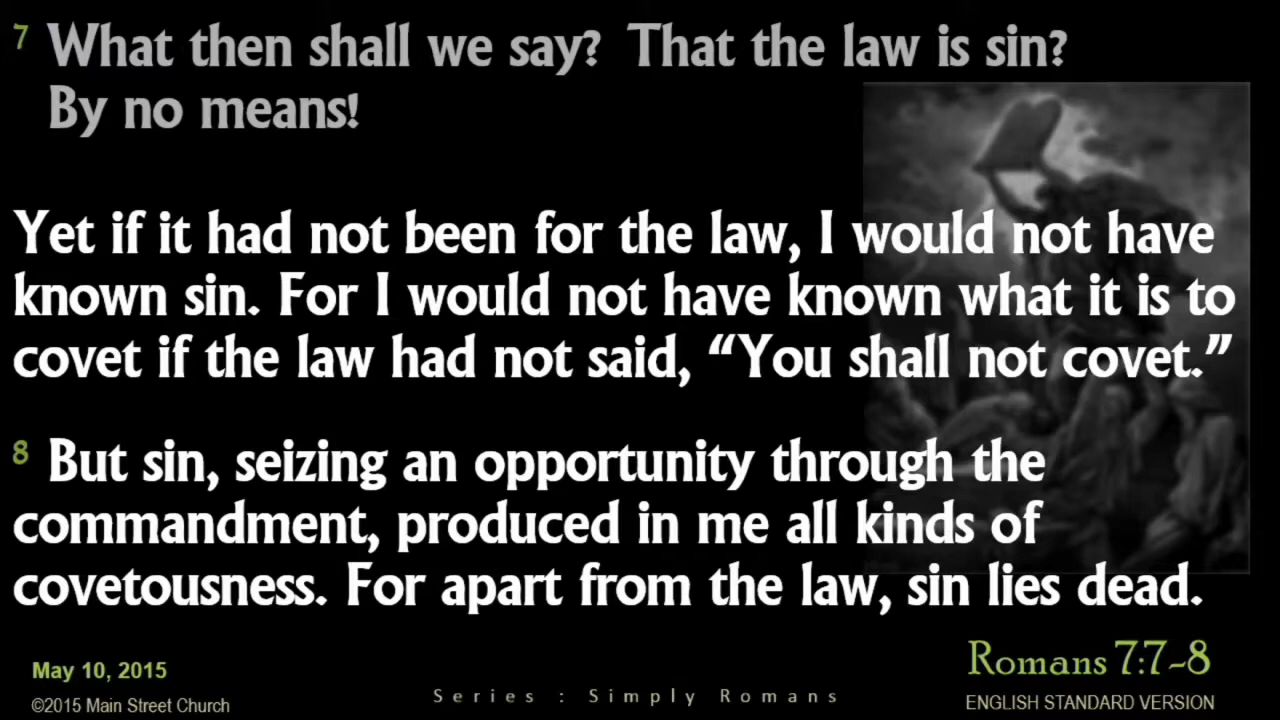 7 What then shall we say? That the law is sin?
By no means!
Yet if it had not been for the law, I would not have
known sin. For I would not have known what it is to
covet if the law had not said, “You shall not covet.”
8 But sin, seizing an opportunity through the
commandment, produced in me all kinds of
covetousness. For apart from the law, sin lies dead.
May 10, 2015
©2015 Main Street Church
Series : Simply Romans
Romans 7:7-8
ENGLISH STANDARD VERSION